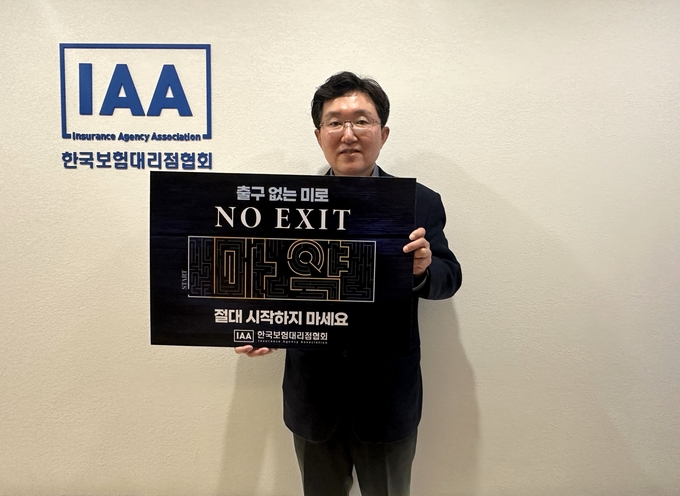 IAA
Insurance Agency Association
한국보험대리점협회
출구 없는 미로
NO EXIT
START
마약
절대 시작하지 마세요
IAA 한국보험대리점협회
Insurance Agency Association